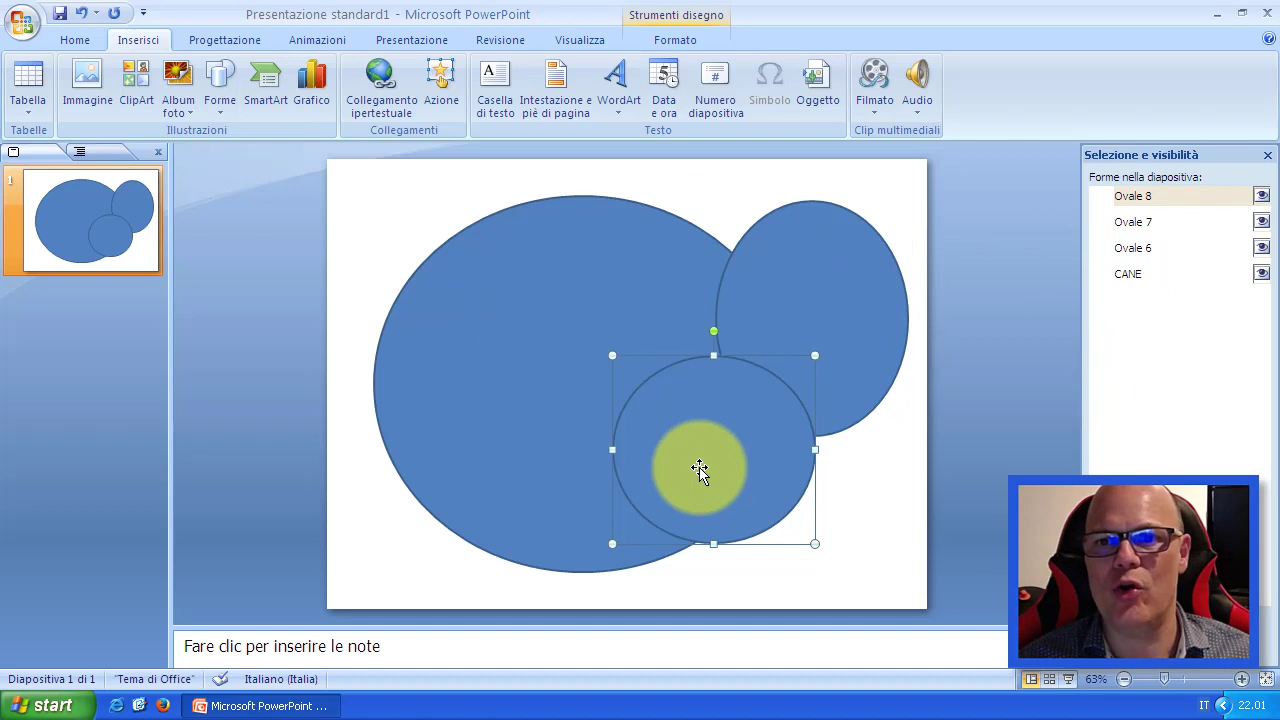 Presentazione standard1 - Microsoft PowerPoint
Strumenti disegno
Home Inserisci Progettazione Animazioni Presentazione Revisione Visualizza Formato
Tabella
Immagine
ClipArt
Album
foto
Forme
SmartArt
Grafico
Collegamento
ipertestuale
Azione
Casella
di testo
Intestazione e
piè di pagina
WordArt
Data
e ora
Numero
diapositiva
Simbolo
Oggetto
Filmato
Audio
Tabelle Illustrazioni Collegamenti Testo Clip multimediali
1
Selezione e visibilità
Forme nella diapositiva:
Ovale 8
Ovale 7
Ovale 6
CANE
Fare clic per inserire le note
Diapositiva 1 di 1 "Tema di Office" Italiano (Italia) 63%
start Microsoft PowerPoint ... IT 22.01